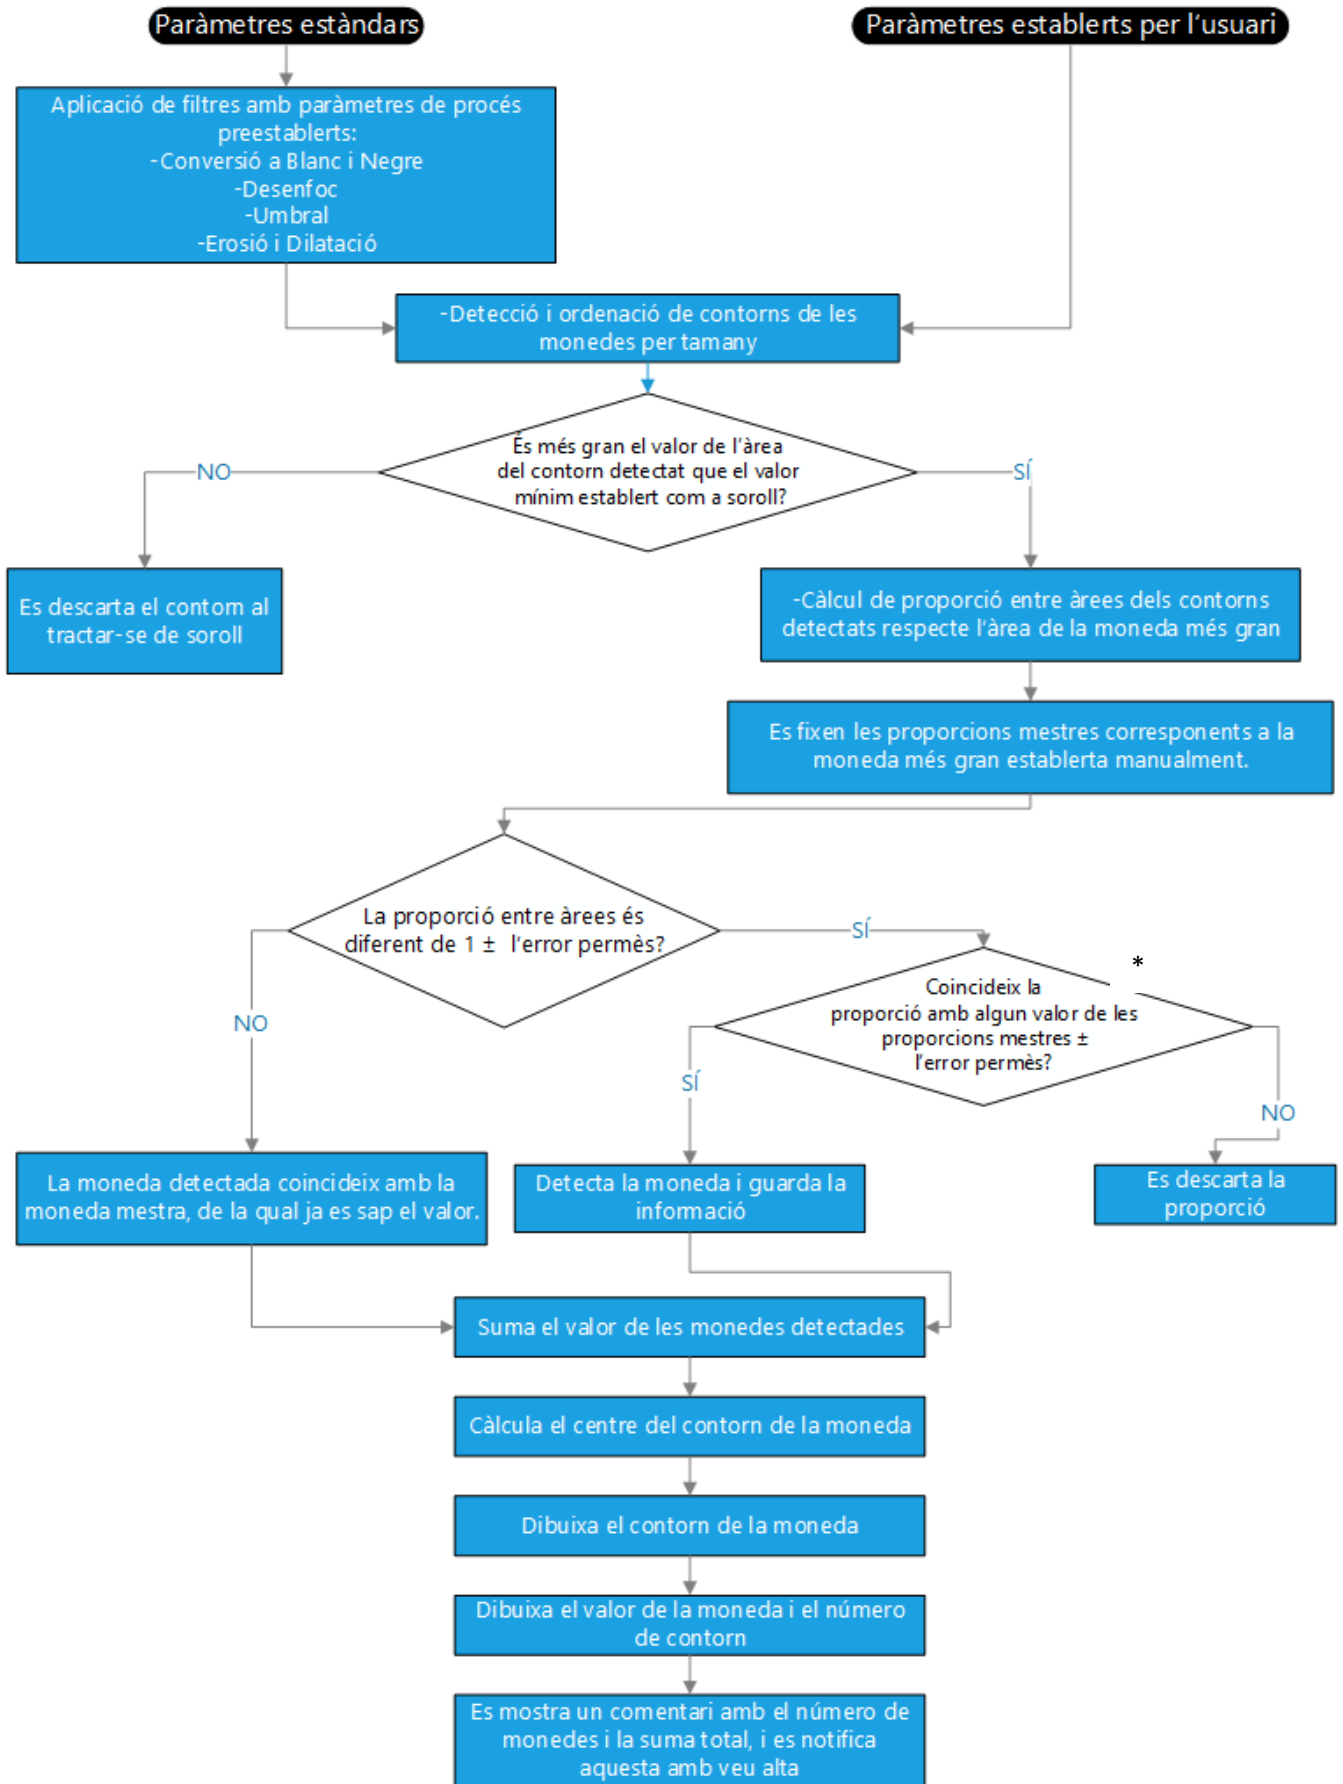 Paràmetres estàndars
Paràmetres establerts per l'usuari
Aplicació de filtres amb paràmetres de procés
preestablerts:
-Conversió a Blanc i Negre
-Desenfoc
-Umbral
-Erosió i Dilatació
-Detecció i ordenació de contorns de les
monedes per tamany
És més gran el valor de l'àrea
del contorn detectat que el valor
mínim establert com a soroll?
NO
SÍ
Es descarta el contorn al
tractar-se de soroll
-Càlcul de proporció entre àrees dels contorns
detectats respecte l'àrea de la moneda més gran
Es fixen les proporcions mestres corresponents a la
moneda més gran establerta manualment.
La proporció entre àrees és
diferent de 1 ± l'error permès?
SÍ
NO
*
Coincideix la
proporció amb algun valor de les
proporcions mestres ±
l'error permès?
SÍ
NO
La moneda detectada coincideix amb la
moneda mestra, de la qual ja es sap el valor.
Detecta la moneda i guarda la
informació
Es descarta la
proporció
Suma el valor de les monedes detectades
Càlcula el centre del contorn de la moneda
Dibuixa el contorn de la moneda
Dibuixa el valor de la moneda i el número
de contorn
Es mostra un comentari amb el número de
monedes i la suma total, i es notifica
aquesta amb veu alta